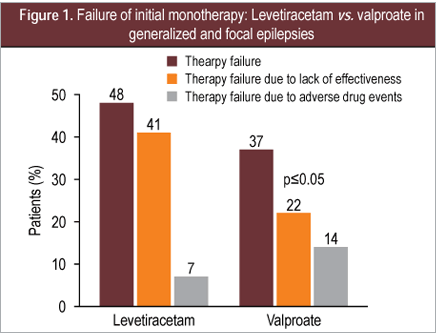 Figure 1. Failure of initial monotherapy: Levetiracetam vs. valproate in
generalized and focal epilepsies
Thearpy failure
Therapy failure due to lack of effectiveness
Therapy failure due to adverse drug events
Patients (%)
50
40
30
20
10
0
48
41
7
37
p≤0.05
22
14
Levetiracetam
Valproate